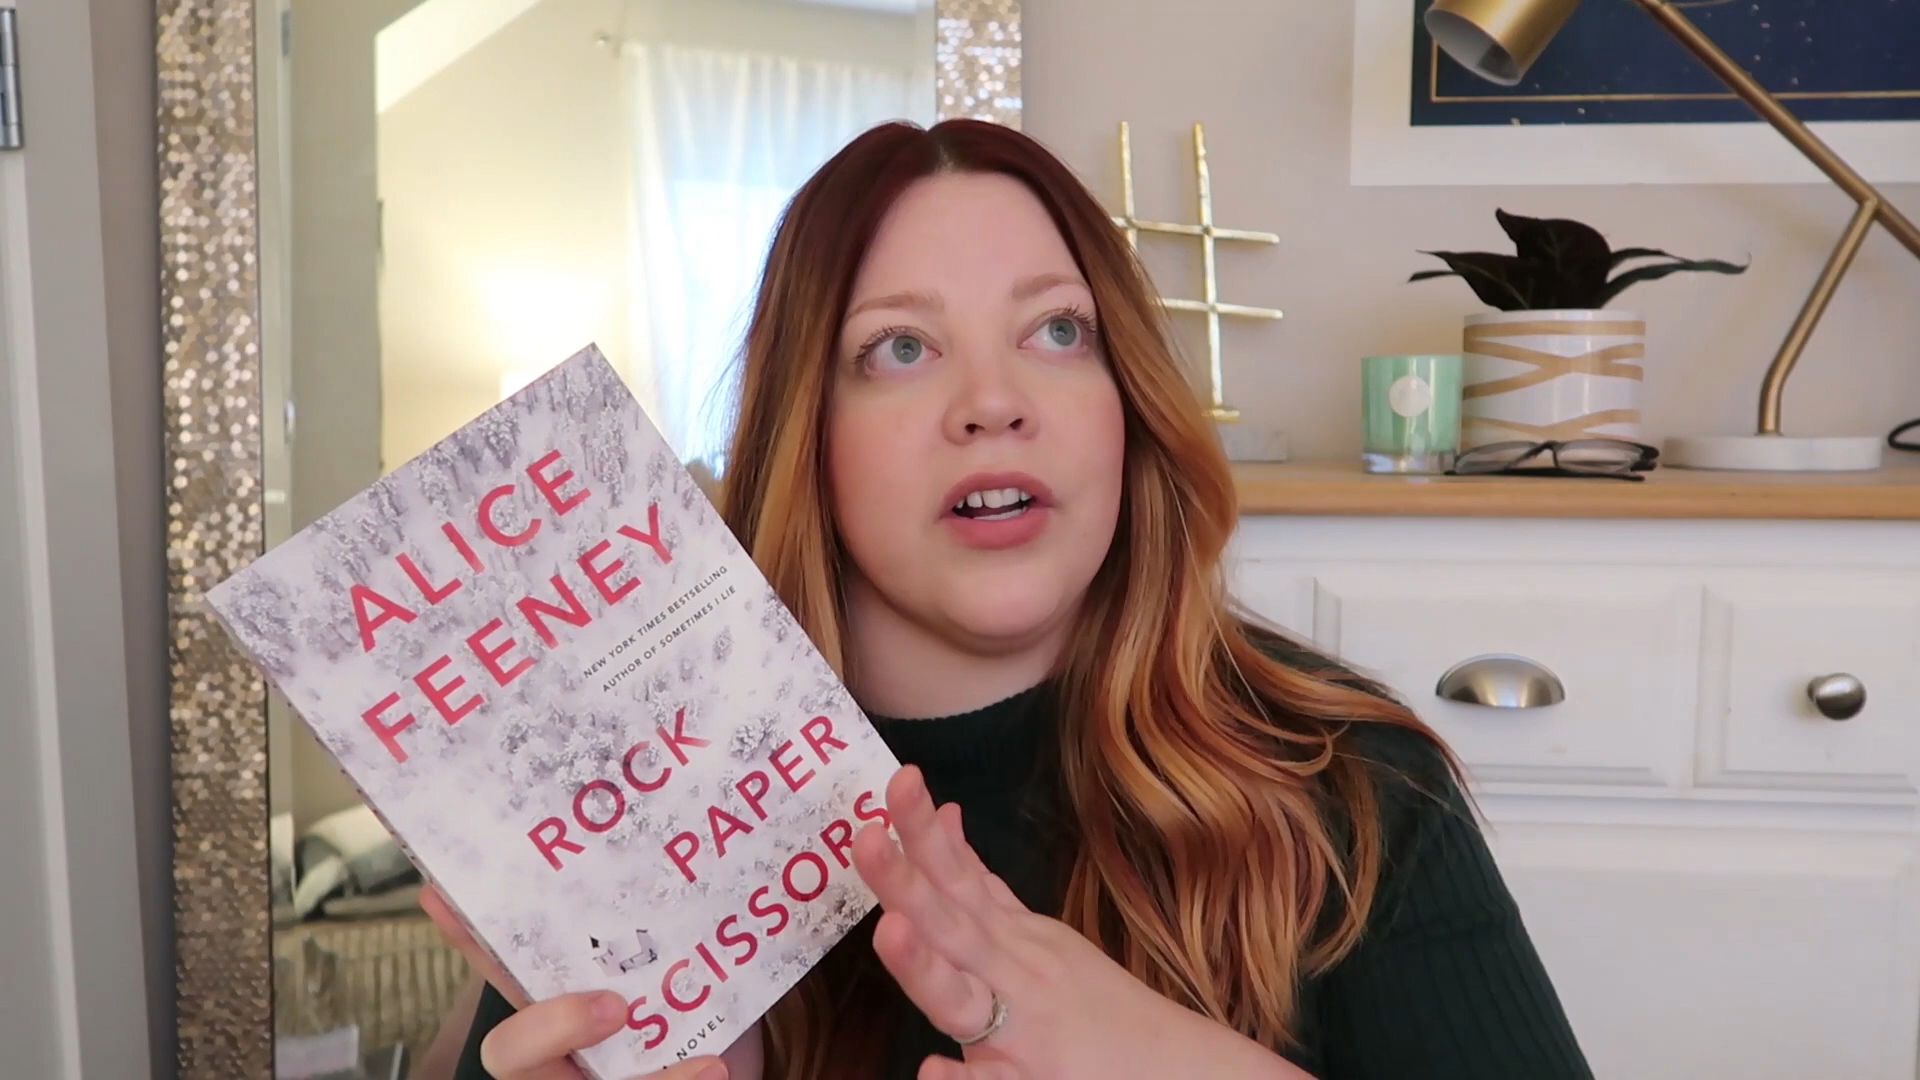 ALICE
FEENEY
NEW YORK TIMES BESTSELLING
AUTHOR OF SOMETIMES I LIE
ROCK
PAPER
SCISSORS
A NOVEL